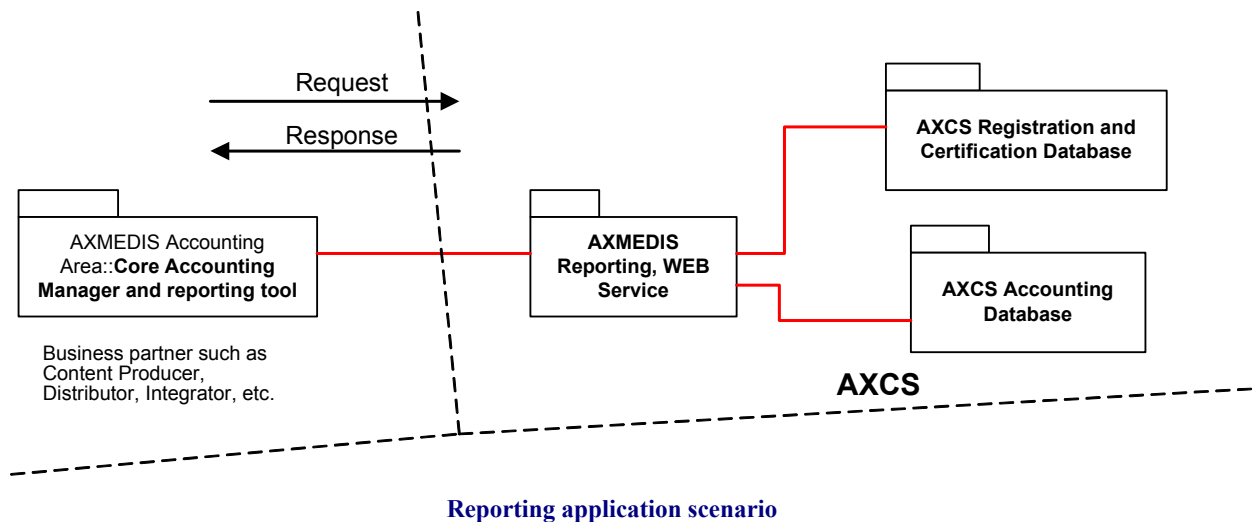 Request
Response
AXCS Registration and
Certification Database
AXMEDIS Accounting
Area::Core Accounting
Manager and reporting tool
AXMEDIS
Reporting, WEB
Service
AXCS Accounting
Database
Business partner such as
Content Producer,
Distributor, Integrator, etc.
AXCS
Reporting application scenario